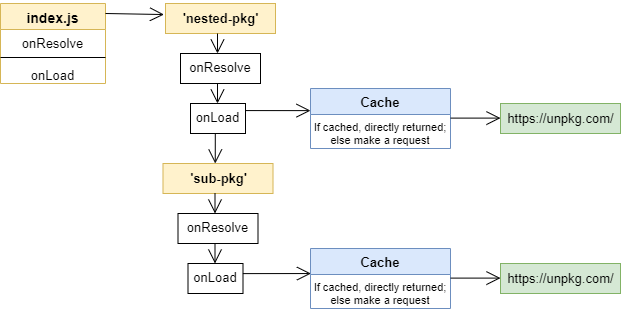 index.js
onResolve
onLoad
'nested-pkg'
onResolve
onLoad
Cache
If cached, directly returned;
else make a request
https://unpkg.com/
'sub-pkg'
onResolve
onLoad
Cache
If cached, directly returned;
else make a request
https://unpkg.com/